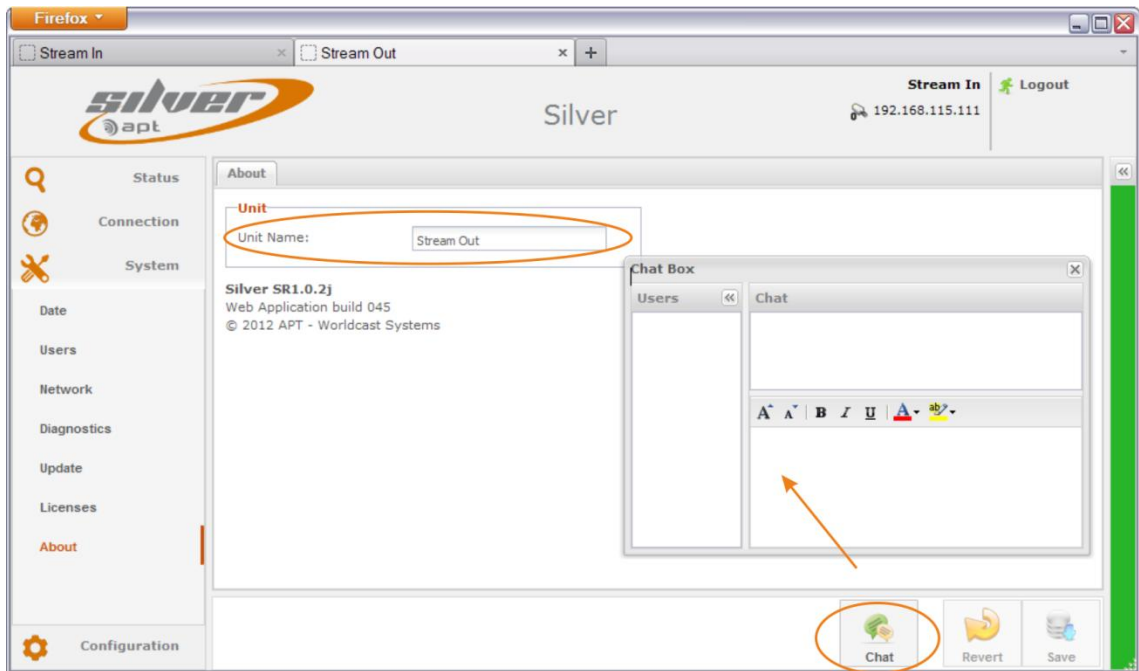 Firefox
Stream In
Stream Out
silver
apt
Silver
Stream In
192.168.115.111
Logout
Status
Connection
System
Date
Users
Network
Diagnostics
Update
Licenses
About
Configuration
About
Unit
Unit Name: Stream Out
Silver SR1.0.2j
Web Application build 045
© 2012 APT - Worldcast Systems
Chat Box
Users
Chat
A A B I U A ab
Chat
Revert
Save